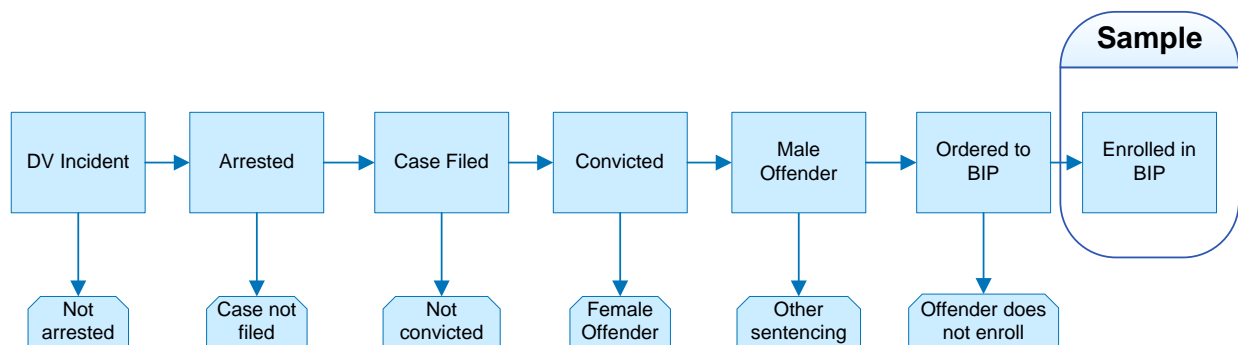 Sample
DV Incident
Arrested
Case Filed
Convicted
Male
Offender
Ordered to
BIP
Enrolled in
BIP
Not
arrested
Case not
filed
Not
convicted
Female
Offender
Other
sentencing
Offender does
not enroll